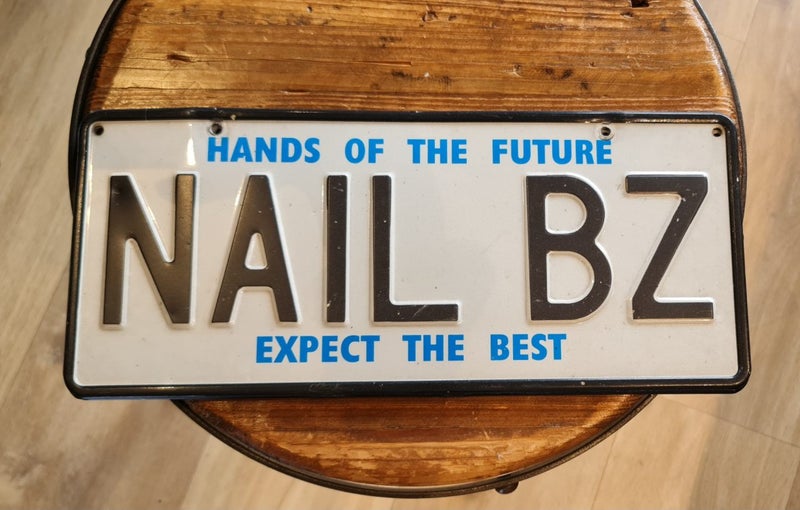 HANDS OF THE FUTURE
NAIL BZ
EXPECT THE BEST